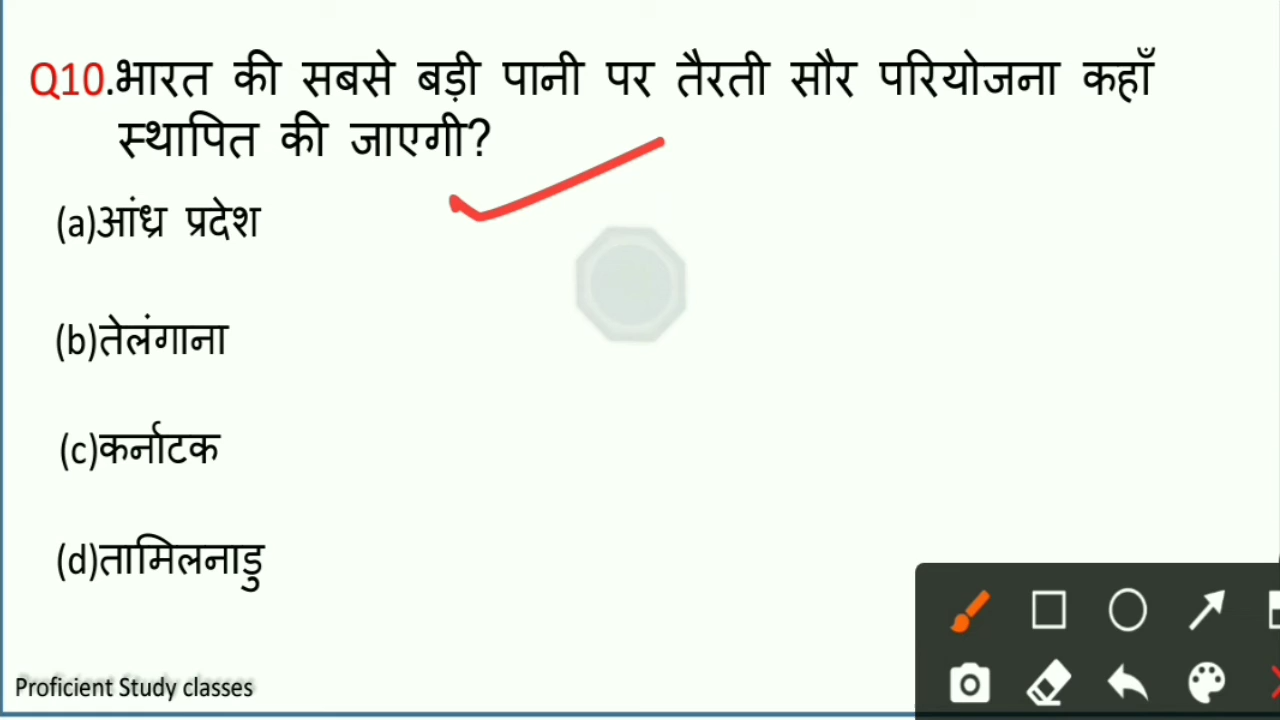 Q10.भारत की सबसे बड़ी पानी पर तैरती सौर परियोजना कहाँ
स्थापित की जाएगी?
(a)आंध्र प्रदेश
(b)तेलंगाना
(c)कर्नाटक
(d)तामिलनाडु
Proficient Study classes